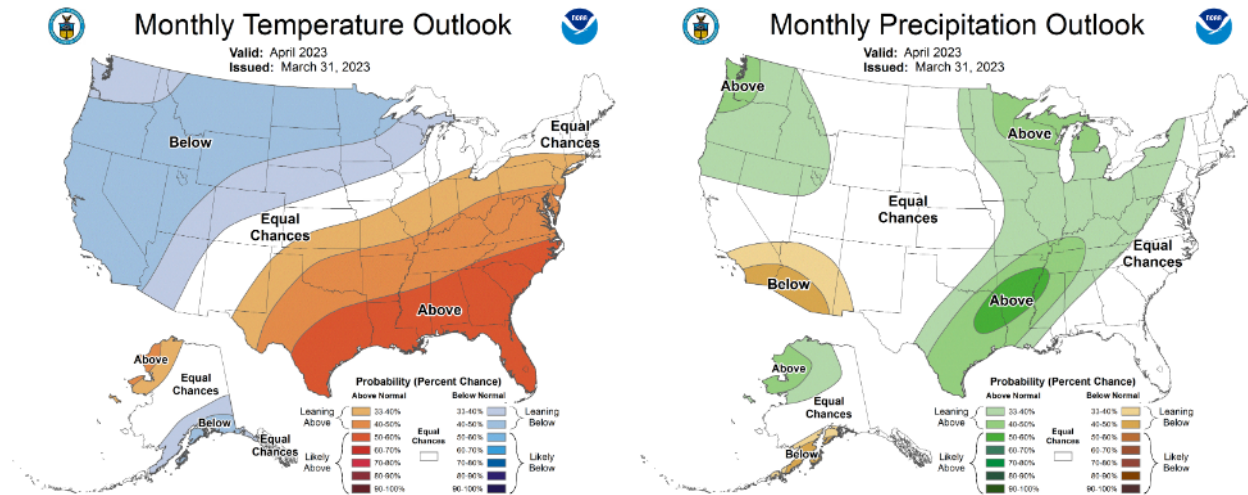 Monthly Temperature Outlook
Valid: April 2023
Issued: March 31, 2023
NOAA
Below
Equal
Chances
Equal
Chances
Above
Above
Equal
Chances
Below
Equal
Chances
Probability (Percent Chance)
Above Normal
Below Normal
Leaning
Above
33-40%
40-50%
50-60%
60-70%
70-80%
80-90%
90-100%
Likely
Above
Equal
Chances
33-40%
40-50%
50-60%
60-70%
70-80%
80-90%
90-100%
Leaning
Below
Likely
Below
Monthly Precipitation Outlook
Valid: April 2023
Issued: March 31, 2023
NOAA
Above
Above
Equal
Chances
Equal
Chances
Below
Above
Above
Equal
Chances
Below
Probability (Percent Chance)
Above Normal
Below Normal
Leaning
Above
33-40%
40-50%
50-60%
60-70%
70-80%
80-90%
90-100%
Likely
Above
Equal
Chances
33-40%
40-50%
50-60%
60-70%
70-80%
80-90%
90-100%
Leaning
Below
Likely
Below